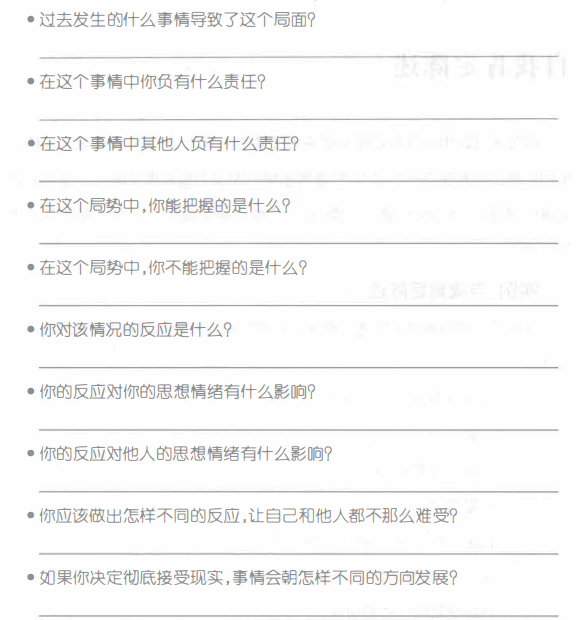 • 过去发生的什么事情导致了这个局面？
• 在这个事情中你负有什么责任？
• 在这个事情中其他人负有什么责任？
• 在这个局势中，你能把握的是什么？
• 在这个局势中，你不能把握的是什么？
• 你对该情况的反应是什么？
• 你的反应对你的思想情绪有什么影响？
• 你的反应对他人的思想情绪有什么影响？
• 你应该做出怎样不同的反应，让自己和他人都不那么难受？
• 如果你决定彻底接受现实，事情会朝怎样不同的方向发展？